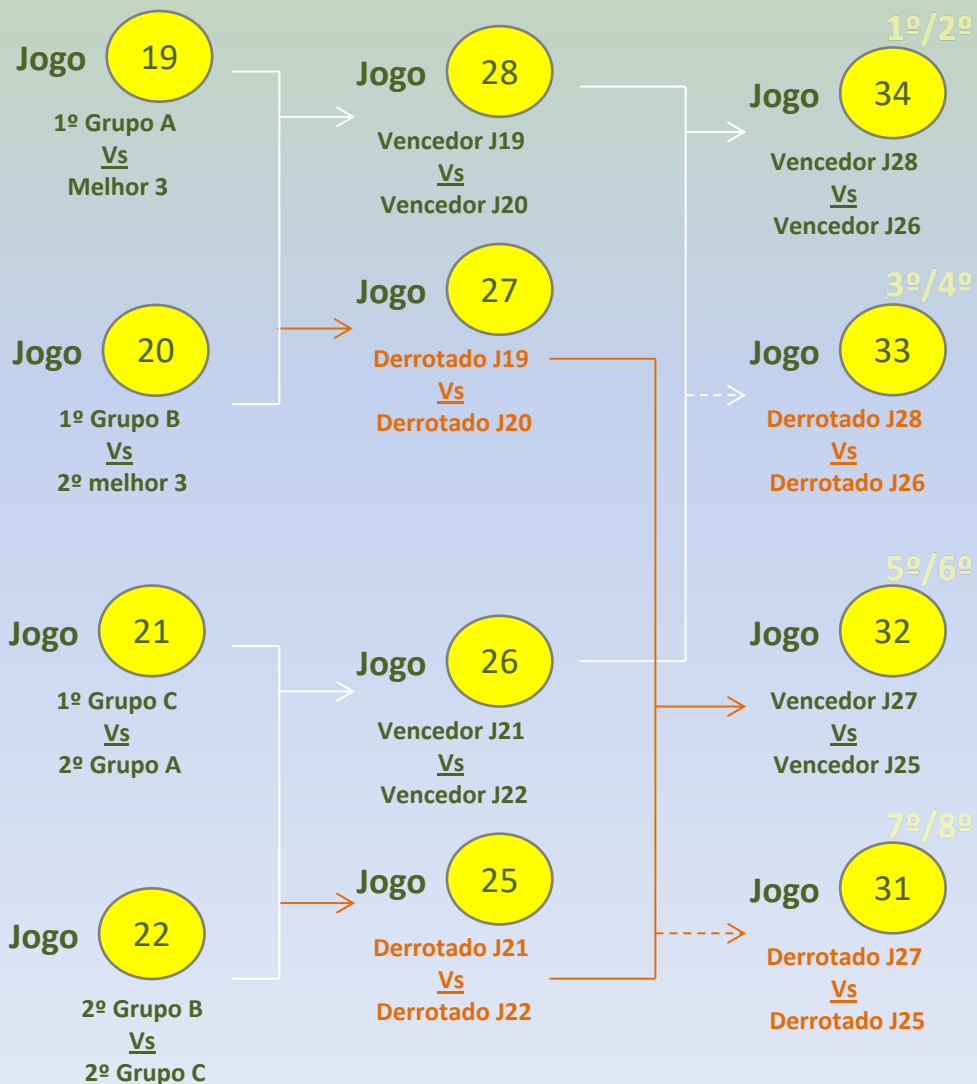 Jogo 19
1º Grupo A
Vs
Melhor 3
Jogo 20
1º Grupo B
Vs
2º melhor 3
Jogo 21
1º Grupo C
Vs
2º Grupo A
Jogo 22
2º Grupo B
Vs
2º Grupo C
Jogo 28
Vencedor J19
Vs
Vencedor J20
Jogo 27
Derrotado J19
Vs
Derrotado J20
Jogo 26
Vencedor J21
Vs
Vencedor J22
Jogo 25
Derrotado J21
Vs
Derrotado J22
1º/2º
Jogo 34
Vencedor J28
Vs
Vencedor J26
3º/4º
Jogo 33
Derrotado J28
Vs
Derrotado J26
5º/6º
Jogo 32
Vencedor J27
Vs
Vencedor J25
7º/8º
Jogo 31
Derrotado J27
Vs
Derrotado J25